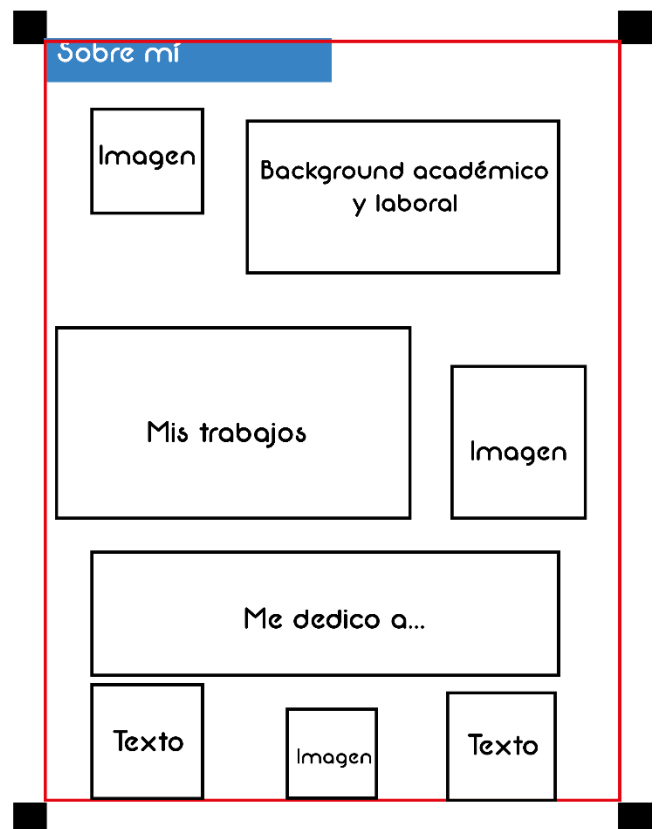 Sobre mí
Imagen
Background académico
y laboral
Mis trabajos
Imagen
Me dedico a...
Texto
Imagen
Texto